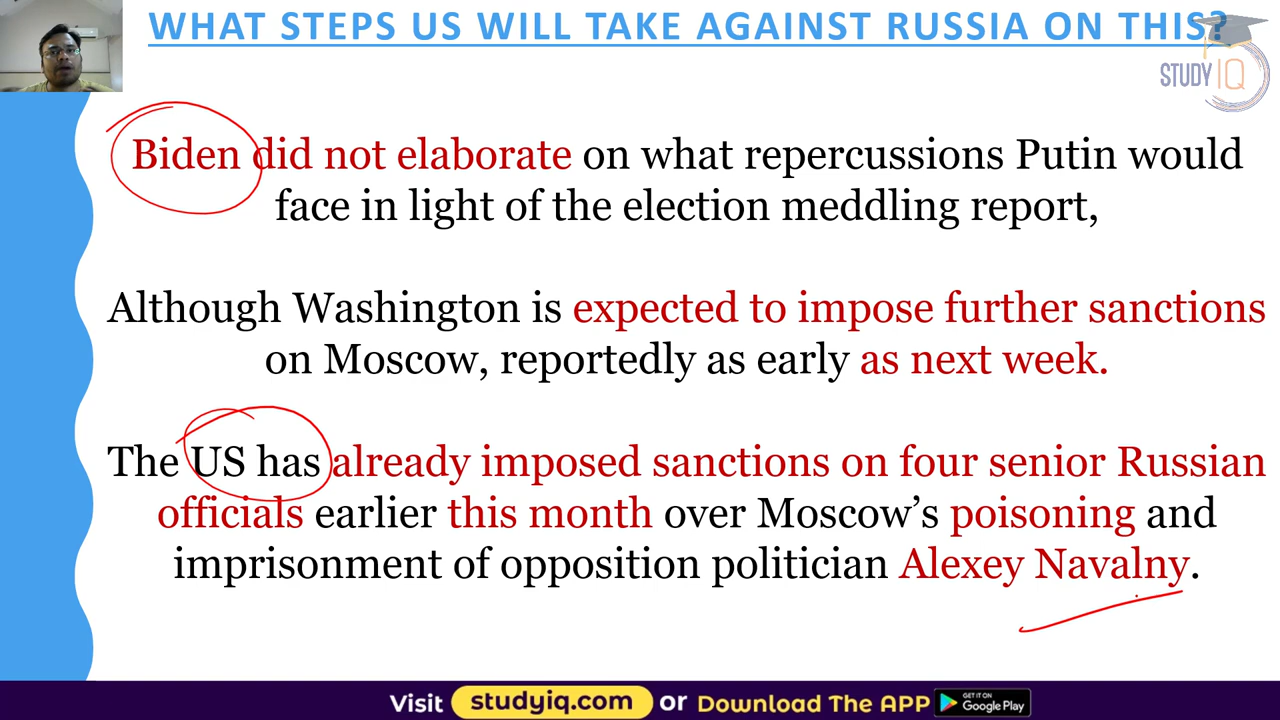 WHAT STEPS US WILL TAKE AGAINST RUSSIA ON THIS?
STUDY IQ
Biden did not elaborate on what repercussions Putin would
face in light of the election meddling report,
Although Washington is expected to impose further sanctions
on Moscow, reportedly as early as next week.
The US has already imposed sanctions on four senior Russian
officials earlier this month over Moscow’s poisoning and
imprisonment of opposition politician Alexey Navalny.
Visit studyiq.com or Download The APP GET IT ON Google Play